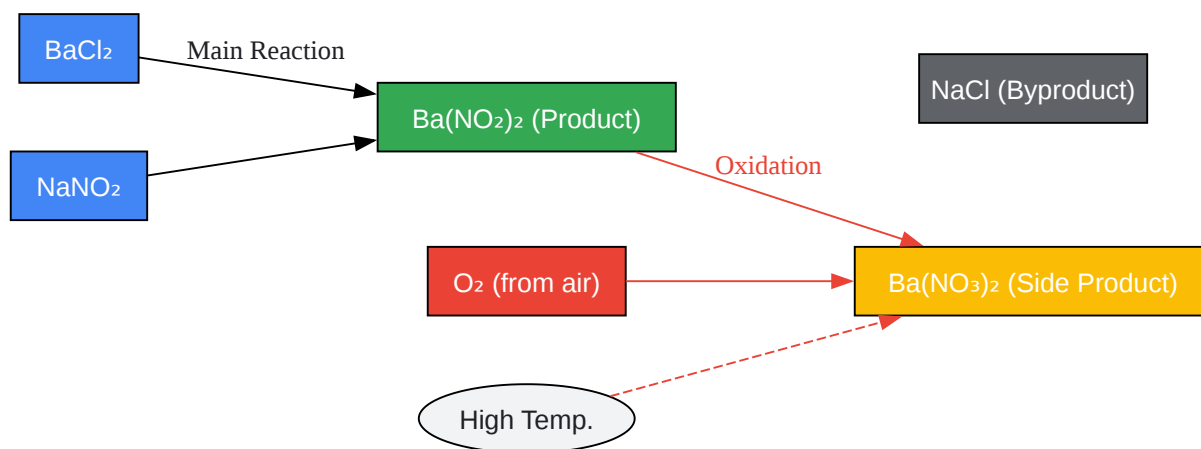 BaCl₂
Main Reaction
NaCl (Byproduct)
Ba(NO₂)₂ (Product)
NaNO₂
Oxidation
O₂ (from air)
Ba(NO₃)₂ (Side Product)
High Temp.